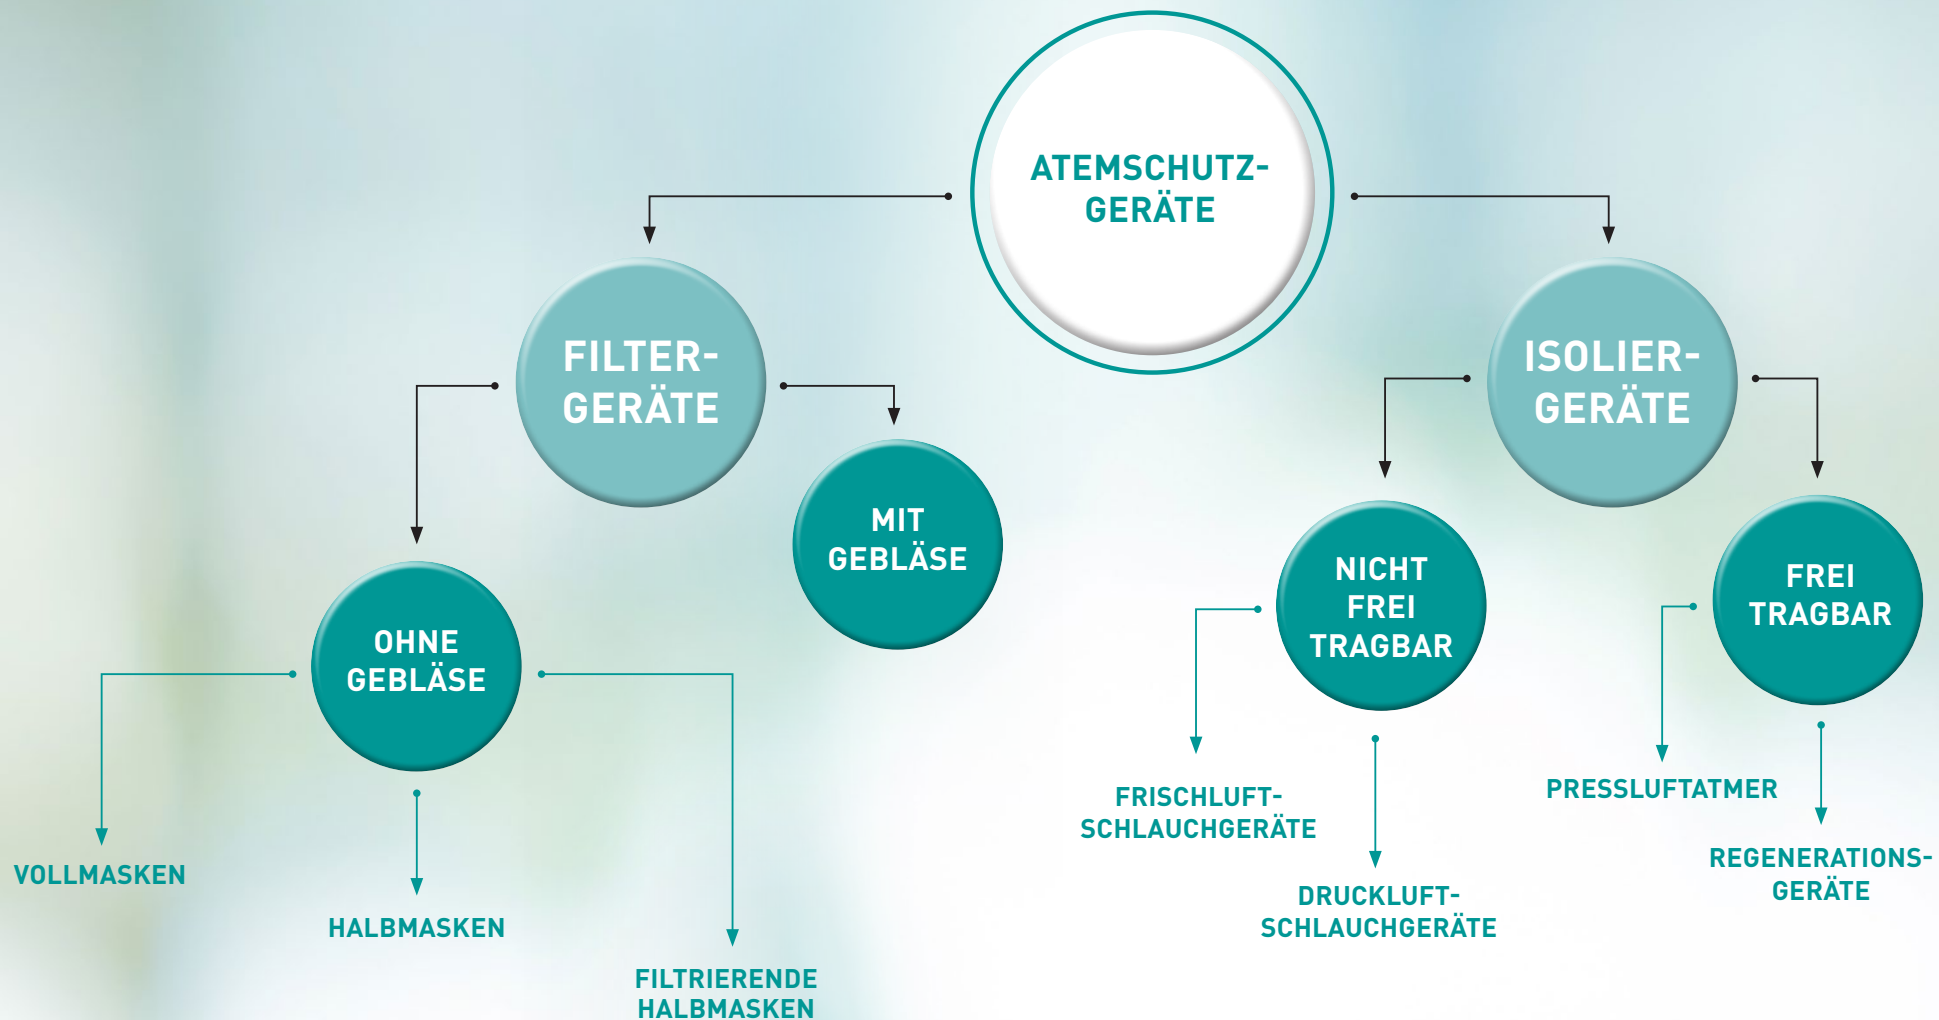 ATEMSCHUTZ-
GERÄTE
FILTER-
GERÄTE
ISOLIER-
GERÄTE
MIT
GEBLÄSE
OHNE
GEBLÄSE
NICHT
FREI
TRAGBAR
FREI
TRAGBAR
VOLLMASKEN
HALBMASKEN
FILTRIERENDE
HALBMASKEN
FRISCHLUFT-
SCHLAUCHGERÄTE
DRUCKLUFT-
SCHLAUCHGERÄTE
PRESSLUFTATMER
REGENERATIONS-
GERÄTE